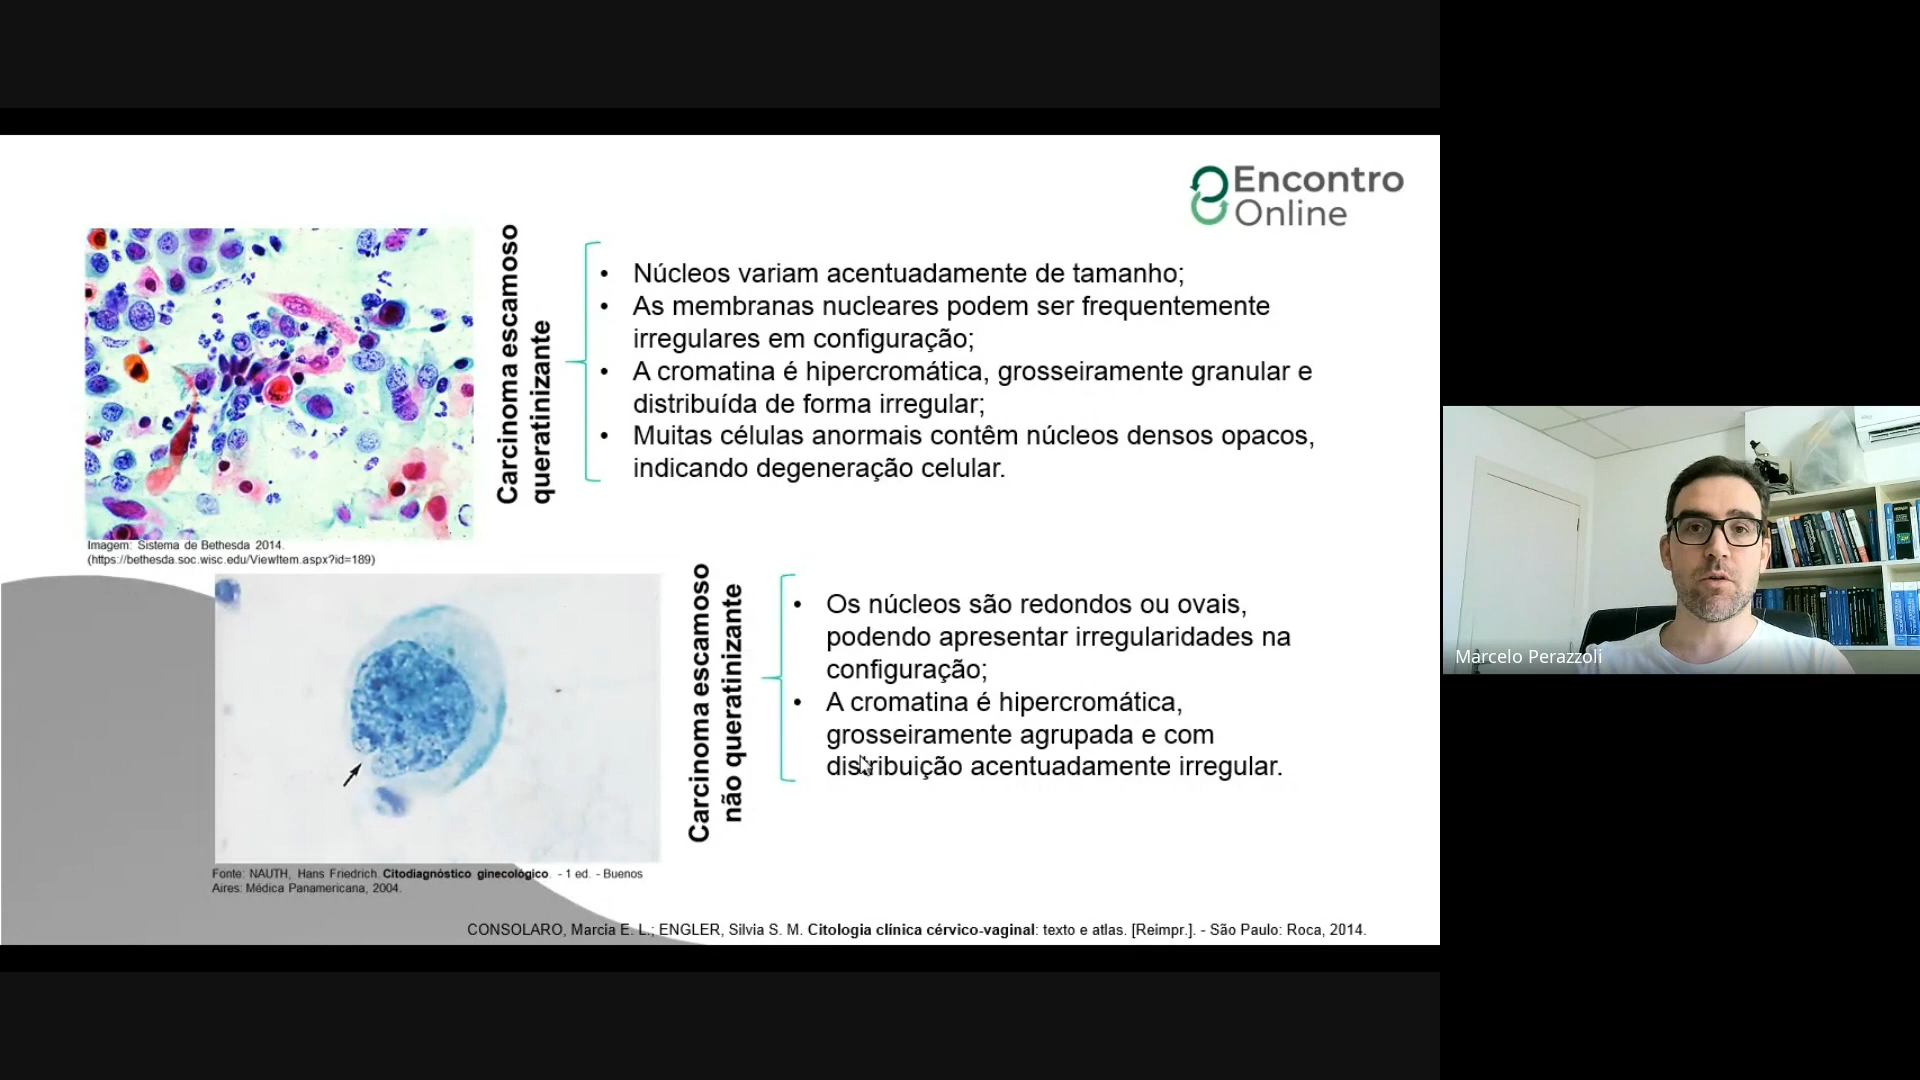 Encontro
Online
Carcinoma escamoso
queratinizante
• Núcleos variam acentuadamente de tamanho;
• As membranas nucleares podem ser frequentemente
irregulares em configuração;
• A cromatina é hipercromática, grosseiramente granular e
distribuída de forma irregular;
• Muitas células anormais contêm núcleos densos opacos,
indicando degeneração celular.
Imagem: Sistema de Bethesda 2014.
(https://bethesda.soc.wisc.edu/ViewItem.aspx?id=189)
Carcinoma escamoso
não queratinizante
• Os núcleos são redondos ou ovais,
podendo apresentar irregularidades na
configuração;
• A cromatina é hipercromática,
grosseiramente agrupada e com
distribuição acentuadamente irregular.
Fonte: NAUTH, Hans Friedrich. Citodiagnóstico ginecológico. - 1 ed. - Buenos
Aires: Médica Panamericana, 2004.
CONSOLARO, Marcia E. L.; ENGLER, Silvia S. M. Citologia clínica cérvico-vaginal: texto e atlas. [Reimpr.]. - São Paulo: Roca, 2014.
Marcelo Perazzoli